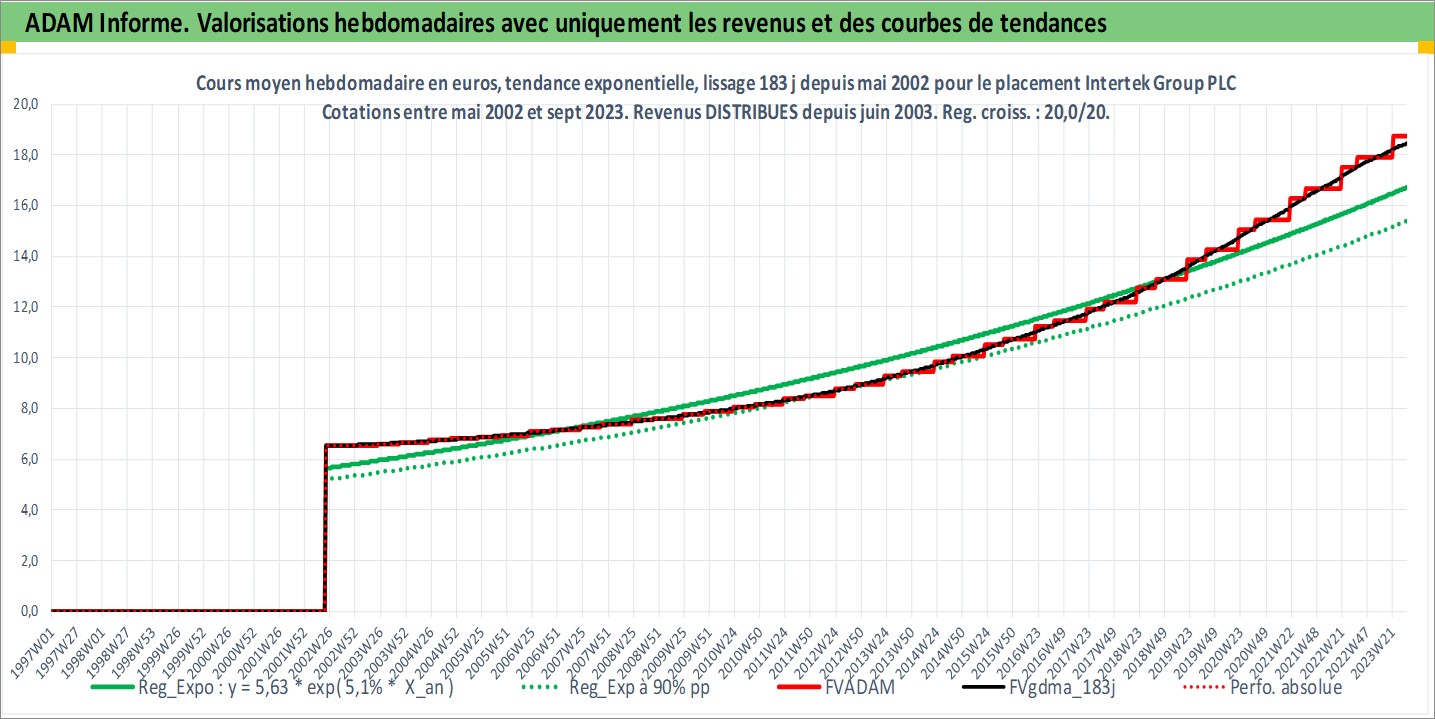 ADAM Informe. Valorisations hebdomadaires avec uniquement les revenus et des courbes de tendances
Cours moyen hebdomadaire en euros, tendance exponentielle, lissage 183 j depuis mai 2002 pour le placement Intertek Group PLC
Cotations entre mai 2002 et sept 2023. Revenus DISTRIBUES depuis juin 2003. Reg. croiss. : 20,0/20.
20,0
18,0
16,0
14,0
12,0
10,0
8,0
6,0
4,0
2,0
0,0
1997W01 1997W27 1998W01 1998W27 1998W53 1999W26 1999W52 2000W26 2000W52 2001W26 2001W52 2002W26 2002W52 2003W26 2003W52 2004W26 2004W52 2005W25 2005W51 2006W25 2006W51 2007W25 2007W51 2008W25 2008W51 2009W25 2009W51 2010W24 2010W50 2011W24 2011W50 2012W24 2012W50 2013W24 2013W50 2014W24 2014W50 2015W24 2015W50 2016W23 2016W49 2017W23 2017W49 2018W23 2018W49 2019W23 2019W49 2020W23 2020W49 2021W22 2021W48 2022W21 2022W47 2023W21
Reg_Expo : y = 5,63 * exp( 5,1% * X_an ) Reg_Exp à 90% pp FVADAM FVgdma_183j Perfo. absolue